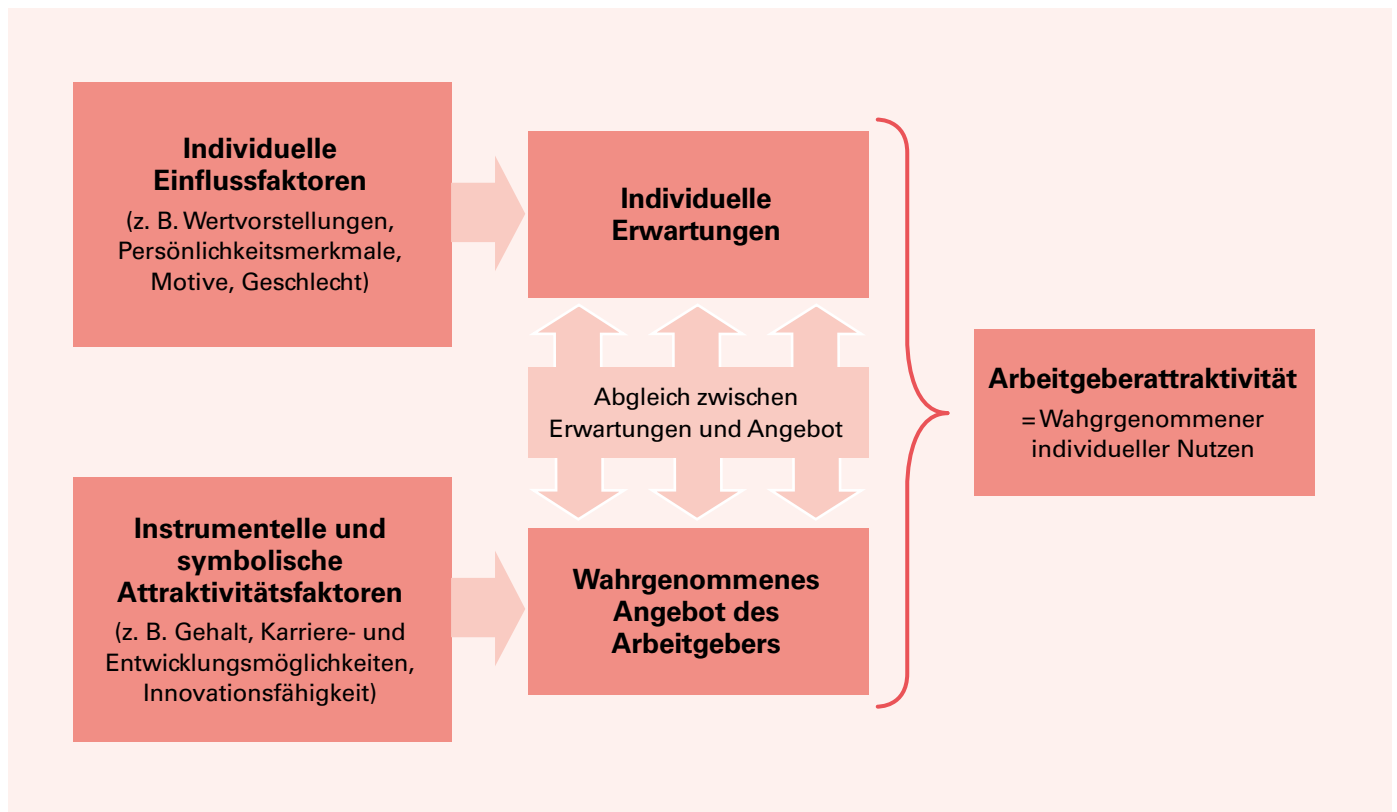 Individuelle
Einflussfaktoren
(z. B. Wertvorstellungen,
Persönlichkeitsmerkmale,
Motive, Geschlecht)
Individuelle
Erwartungen
Abgleich zwischen
Erwartungen und Angebot
Arbeitgeberattraktivität
= Wahgrgenommener
individueller Nutzen
Instrumentelle und
symbolische
Attraktivitätsfaktoren
(z. B. Gehalt, Karriere- und
Entwicklungsmöglichkeiten,
Innovationsfähigkeit)
Wahrgenommenes
Angebot des
Arbeitgebers